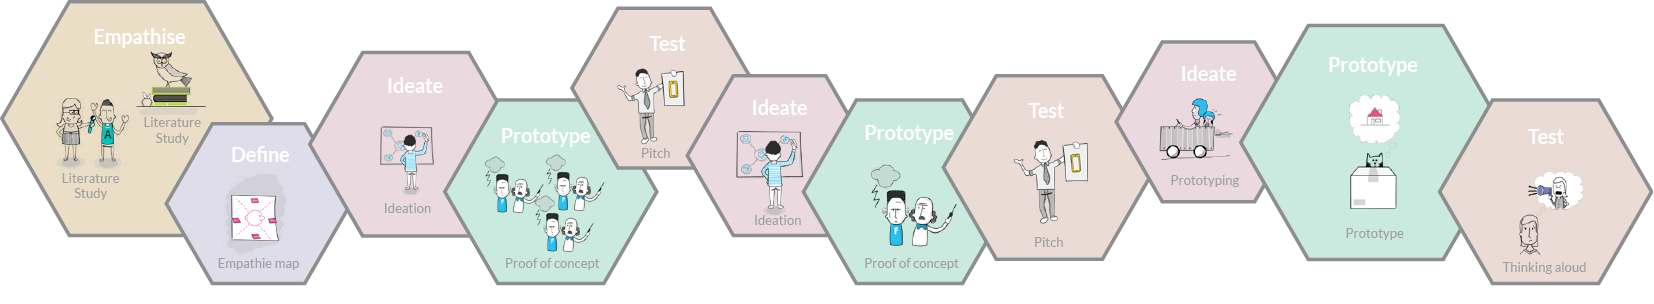 Empathise
Literature
Study
Literature
Study
Define
Empathie map
Ideate
Ideation
Prototype
Proof of concept
Test
Pitch
Ideate
Ideation
Prototype
Proof of concept
Test
Pitch
Ideate
Prototyping
Prototype
Prototype
Test
Thinking aloud